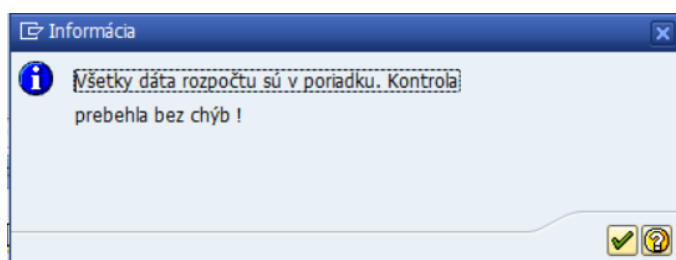 Informácia
Všetky dáta rozpočtu sú v poriadku. Kontrola
prebehla bez chýb !